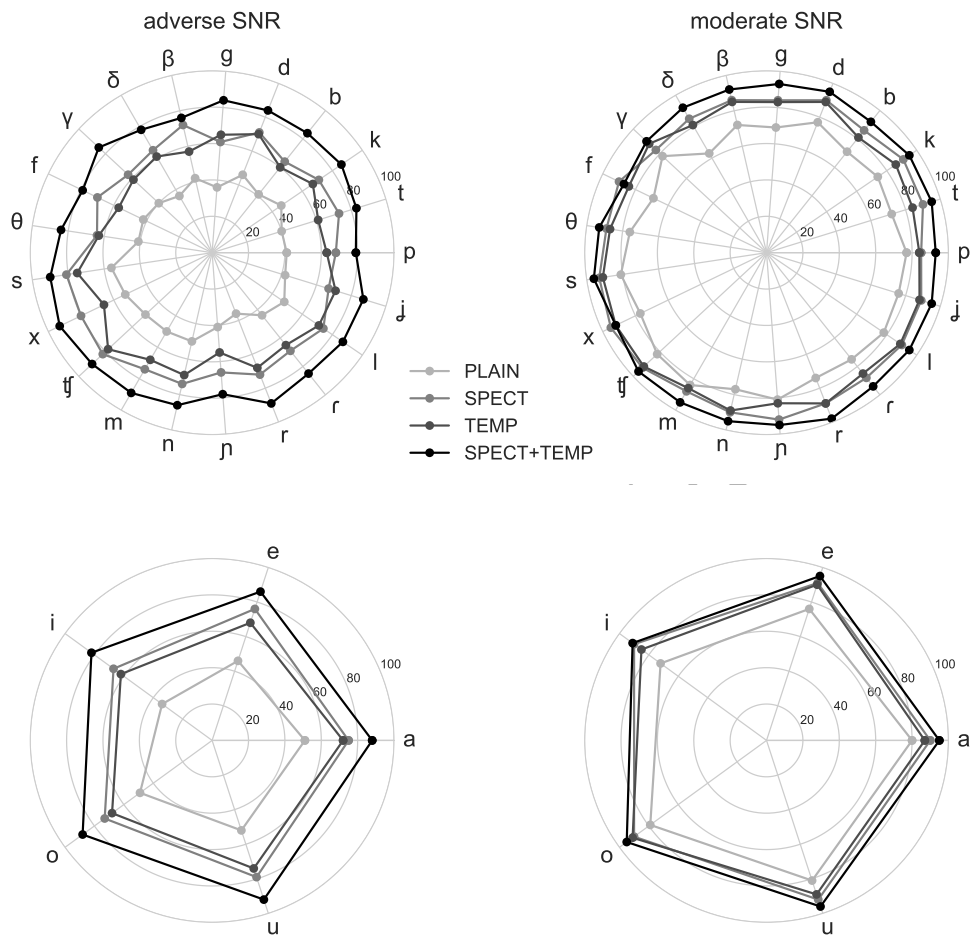 adverse SNR
moderate SNR
g
β
d
δ
b
γ
k
f
100
t
80
θ
60
40
20
p
s
ʝ
x
l
ʧ
ɾ
m
r
n
ɲ
g
β
d
δ
b
γ
k
f
100
t
80
θ
60
40
20
p
s
ʝ
x
l
ʧ
ɾ
m
r
n
ɲ
PLAIN
SPECT
TEMP
SPECT+TEMP
e
i
100
80
60
40
20
a
o
u
e
i
100
80
60
40
20
a
o
u